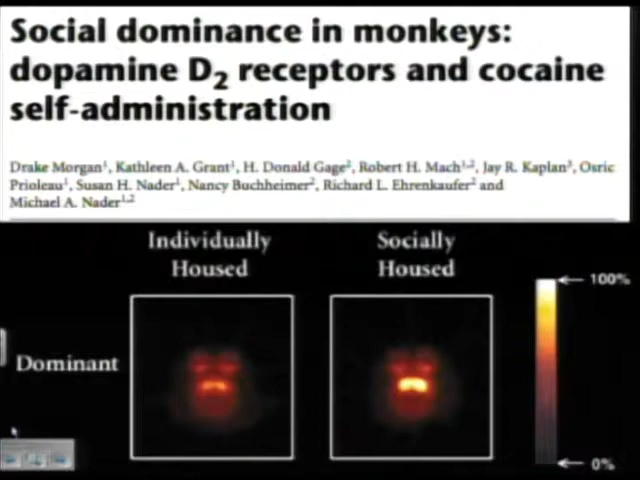 Social dominance in monkeys:
dopamine D₂ receptors and cocaine
self-administration
Drake Morgan¹, Kathleen A. Grant¹, H. Donald Gage², Robert H. Mach¹,², Jay R. Kaplan³, Osric
Prioleau¹, Susan H. Nader¹, Nancy Buchheimer², Richard L. Ehrenkaufer² and
Michael A. Nader¹,²
Individually Housed
Socially Housed
100%
Dominant
0%